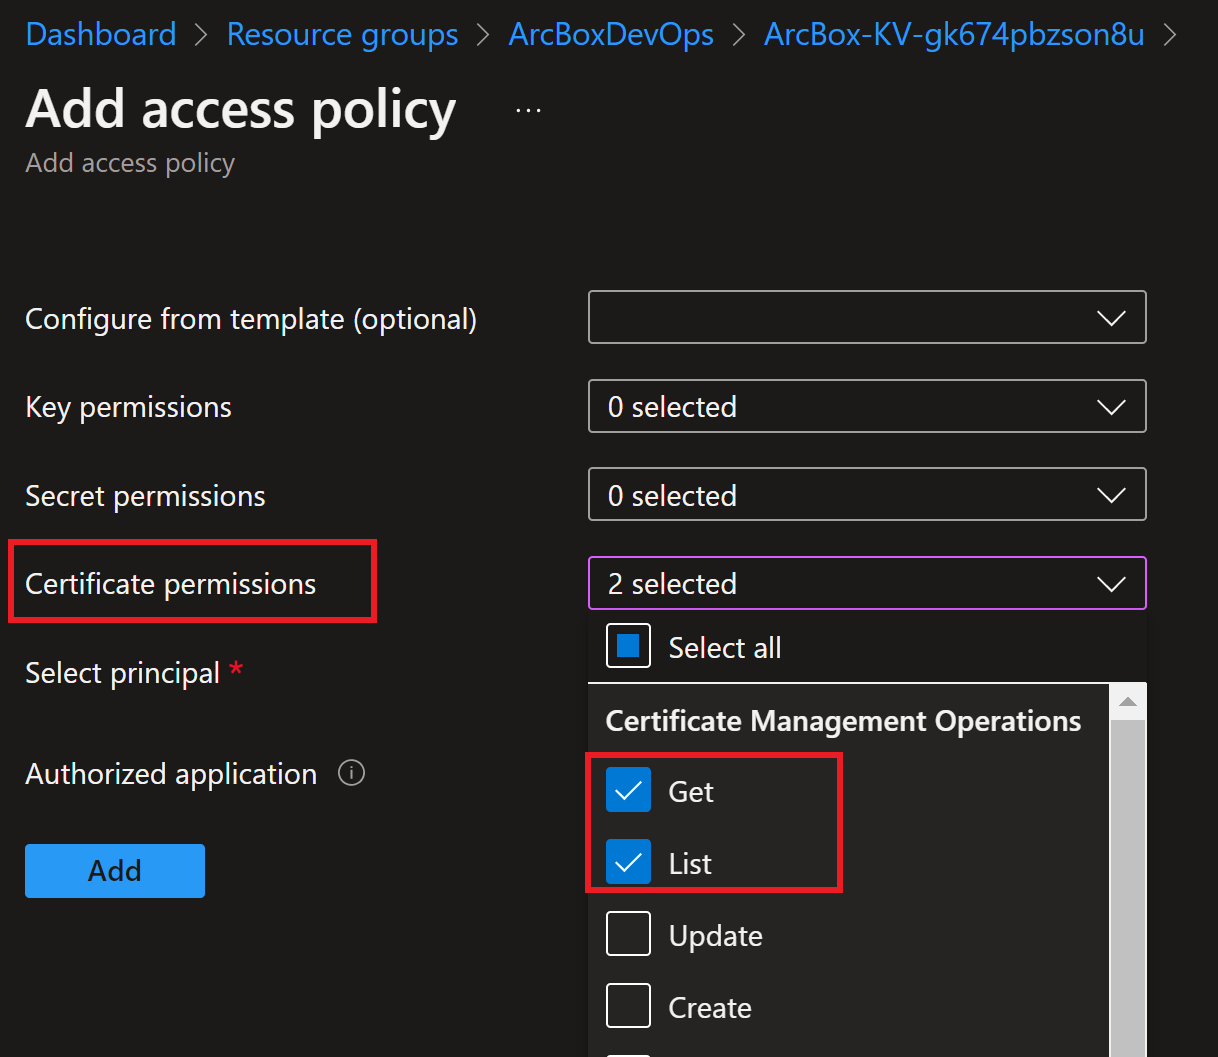 Dashboard > Resource groups > ArcBoxDevOps > ArcBox-KV-gk674pbzson8u >
Add access policy ...
Add access policy
Configure from template (optional)
Key permissions
0 selected
Secret permissions
0 selected
Certificate permissions
2 selected
Select all
Select principal *
Certificate Management Operations
Authorized application
Get
List
Add
Update
Create